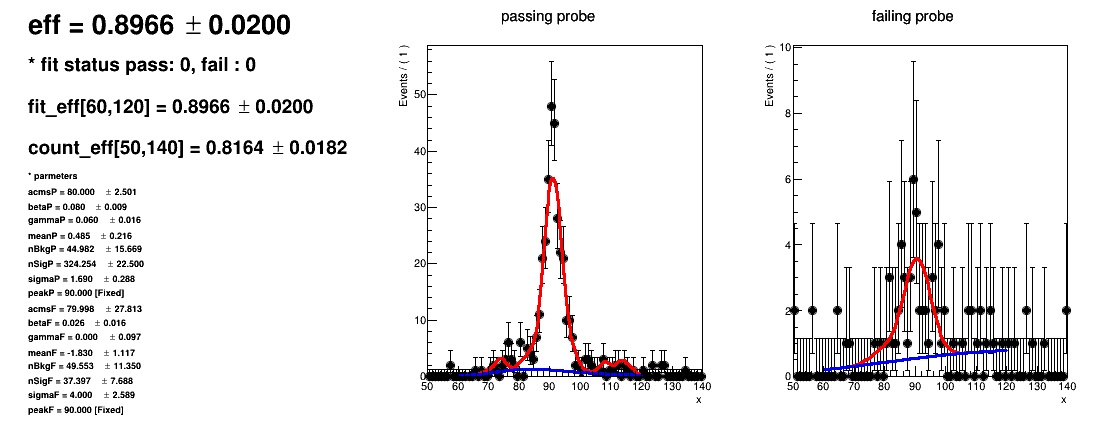 eff = 0.8966 ± 0.0200
* fit status pass: 0, fail : 0
fit_eff[60,120] = 0.8966 ± 0.0200
count_eff[50,140] = 0.8164 ± 0.0182
* parmeters
acmsP = 80.000 ± 2.501
betaP = 0.080 ± 0.009
gammaP = 0.060 ± 0.016
meanP = 0.485 ± 0.216
nBkgP = 44.982 ± 15.669
nSigP = 324.254 ± 22.500
sigmaP = 1.690 ± 0.288
peakP = 90.000 [Fixed]
acmsF = 79.998 ± 27.813
betaF = 0.026 ± 0.016
gammaF = 0.000 ± 0.097
meanF = -1.830 ± 1.117
nBkgF = 49.553 ± 11.350
nSigF = 37.397 ± 7.688
sigmaF = 4.000 ± 2.589
peakF = 90.000 [Fixed]
passing probe
Events / ( 1 )
50
40
30
20
10
0
50 60 70 80 90 100 110 120 130 140
x
failing probe
Events / ( 1 )
10
8
6
4
2
0
50 60 70 80 90 100 110 120 130 140
x